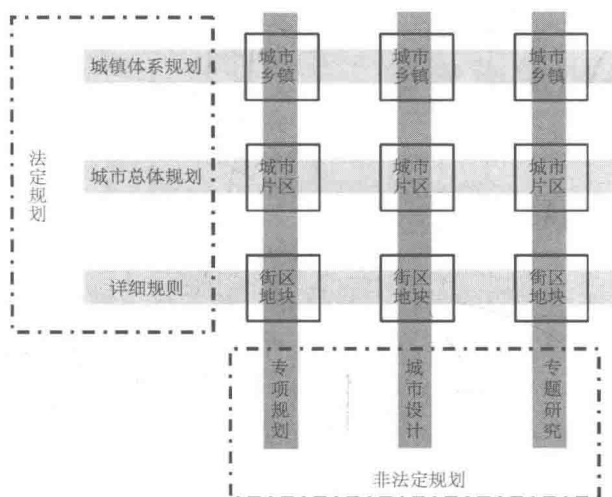 城镇体系规划
城市
乡镇
城市
乡镇
城市
乡镇
法定规划
城市总体规划
城市
片区
城市
片区
城市
片区
详细规则
街区
地块
街区
地块
街区
地块
专项规划
城市设计
专题研究
非法定规划